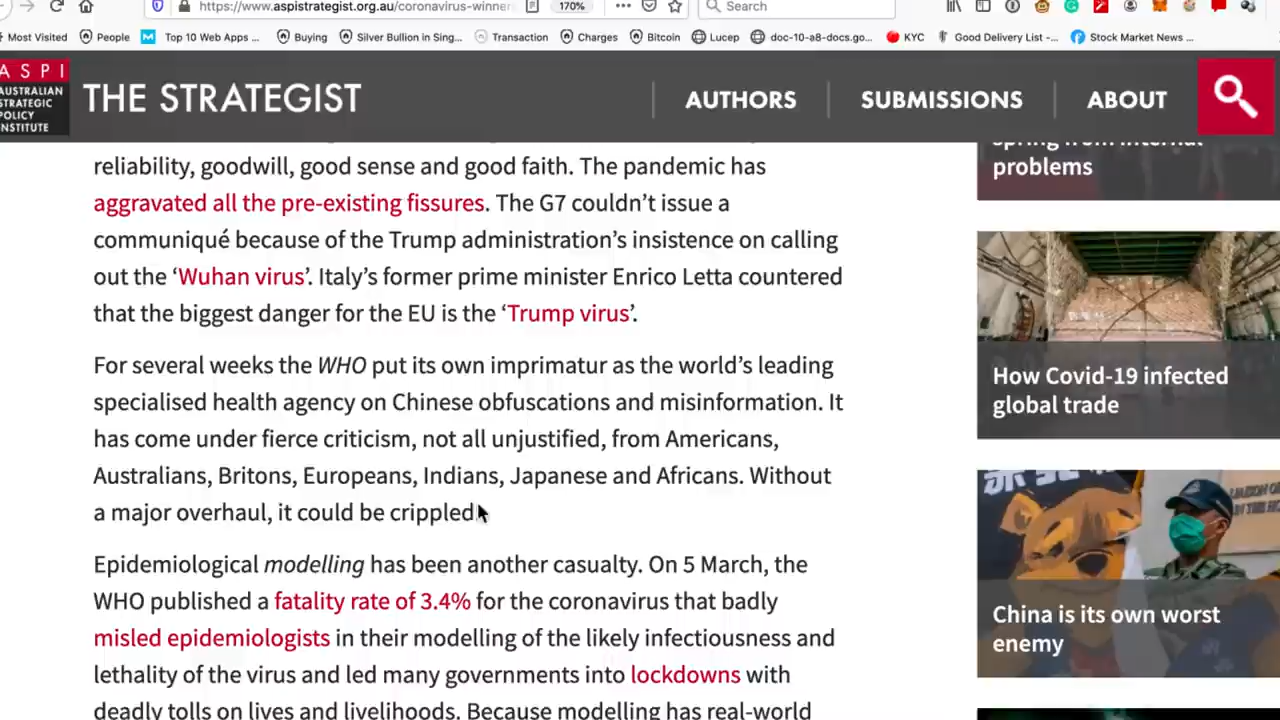 https://www.aspistrategist.org.au/coronavirus-winner
170%
Search
Most Visited
People
Top 10 Web Apps ...
Buying
Silver Bullion in Sing...
Transaction
Charges
Bitcoin
Lucep
doc-10-a8-docs.go...
KYC
Good Delivery List -...
Stock Market News ...
ASPI
AUSTRALIAN
STRATEGIC
POLICY
INSTITUTE
THE STRATEGIST
AUTHORS
SUBMISSIONS
ABOUT
reliability, goodwill, good sense and good faith. The pandemic has
aggravated all the pre-existing fissures. The G7 couldn’t issue a
communiqué because of the Trump administration’s insistence on calling
out the ‘Wuhan virus’. Italy’s former prime minister Enrico Letta countered
that the biggest danger for the EU is the ‘Trump virus’.
For several weeks the WHO put its own imprimatur as the world’s leading
specialised health agency on Chinese obfuscations and misinformation. It
has come under fierce criticism, not all unjustified, from Americans,
Australians, Britons, Europeans, Indians, Japanese and Africans. Without
a major overhaul, it could be crippled
Epidemiological modelling has been another casualty. On 5 March, the
WHO published a fatality rate of 3.4% for the coronavirus that badly
misled epidemiologists in their modelling of the likely infectiousness and
lethality of the virus and led many governments into lockdowns with
deadly tolls on lives and livelihoods. Because modelling has real-world
spring from internal
problems
How Covid-19 infected
global trade
China is its own worst
enemy